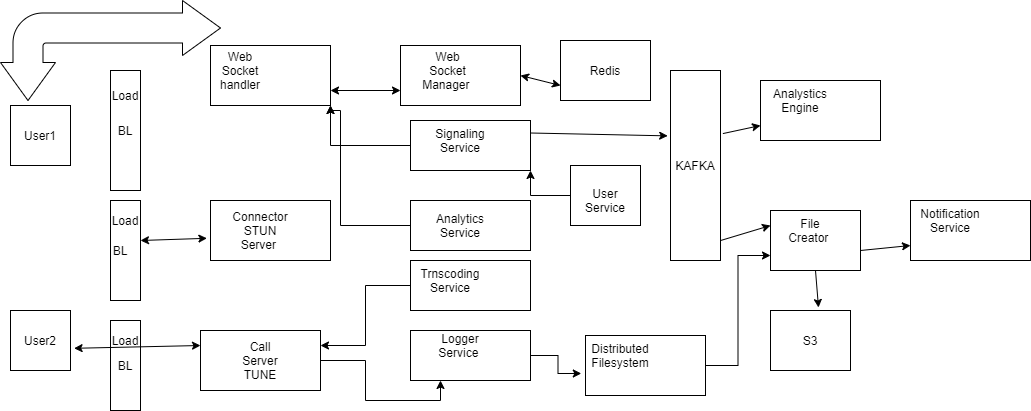 Web
Socket
handler
Web
Socket
Manager
Redis
Load
BL
User1
Signaling
Service
KAFKA
Analystics
Engine
User
Service
Load
BL
Connector
STUN
Server
Analytics
Service
File
Creator
Notification
Service
Trnscoding
Service
User2
Load
BL
Call
Server
TUNE
Logger
Service
Distributed
Filesystem
S3